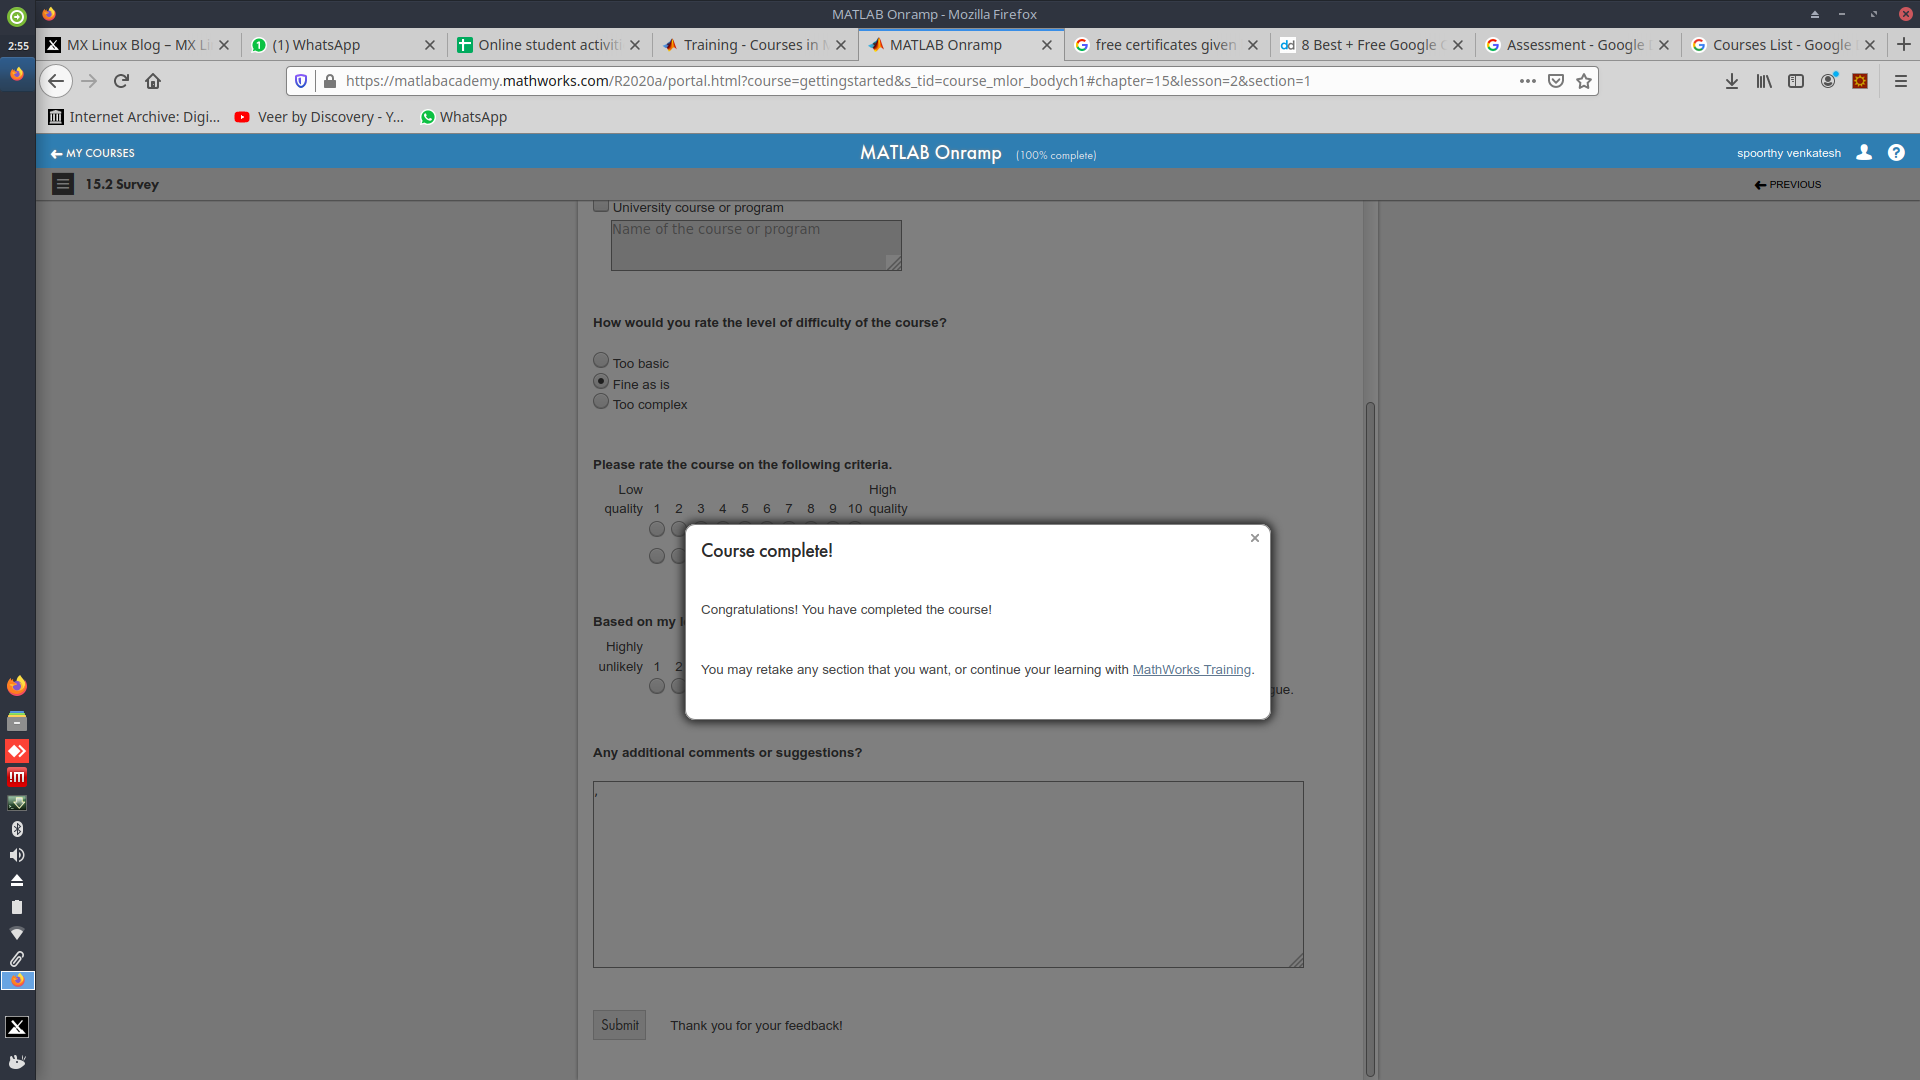 MATLAB Onramp - Mozilla Firefox
2:55
MX Linux Blog – MX Li
(1) WhatsApp
Online student activiti
Training - Courses in M
MATLAB Onramp
free certificates given
8 Best + Free Google C
Assessment - Google
Courses List - Google
https://matlabacademy.mathworks.com/R2020a/portal.html?course=gettingstarted&s_tid=course_mlor_bodych1#chapter=15&lesson=2&section=1
Internet Archive: Digi...
Veer by Discovery - Y...
WhatsApp
MY COURSES
MATLAB Onramp (100% complete)
spoorthy venkatesh
15.2 Survey
PREVIOUS
University course or program
Name of the course or program
How would you rate the level of difficulty of the course?
Too basic
Fine as is
Too complex
Please rate the course on the following criteria.
Low quality 1 2 3 4 5 6 7 8 9 10 High quality
Course complete!
Congratulations! You have completed the course!
You may retake any section that you want, or continue your learning with MathWorks Training.
Based on my
Highly unlikely 1 2
gue.
Any additional comments or suggestions?
,
Submit
Thank you for your feedback!